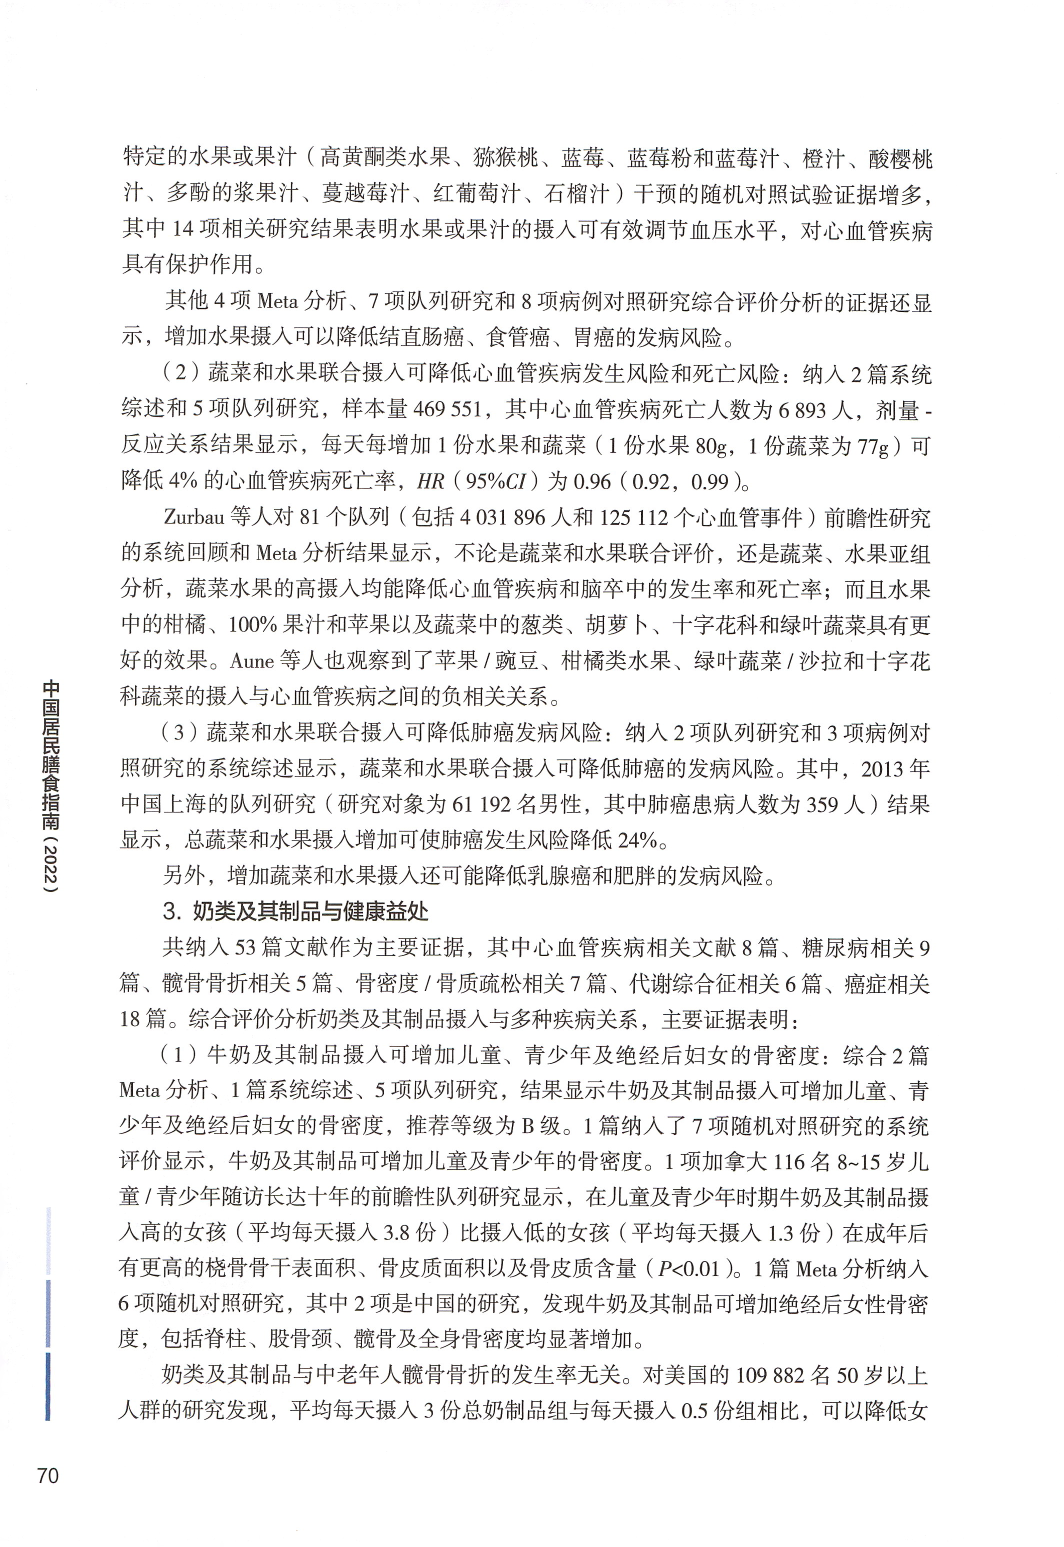 特定的水果或果汁（高黄酮类水果、猕猴桃、蓝莓、蓝莓粉和蓝莓汁、橙汁、酸樱桃
汁、多酚的浆果汁、蔓越莓汁、红葡萄汁、石榴汁）干预的随机对照试验证据增多，
其中 14 项相关研究结果表明水果或果汁的摄入可有效调节血压水平，对心血管疾病
具有保护作用。
其他 4 项 Meta 分析、7 项队列研究和 8 项病例对照研究综合评价分析的证据还显
示，增加水果摄入可以降低结直肠癌、食管癌、胃癌的发病风险。
（2）蔬菜和水果联合摄入可降低心血管疾病发生风险和死亡风险：纳入 2 篇系统
综述和 5 项队列研究，样本量 469 551，其中心血管疾病死亡人数为 6 893 人，剂量 -
反应关系结果显示，每天每增加 1 份水果和蔬菜（1 份水果 80g，1 份蔬菜为 77g）可
降低 4% 的心血管疾病死亡率，HR（95%CI）为 0.96（0.92，0.99）。
Zurbau 等人对 81 个队列（包括 4 031 896 人和 125 112 个心血管事件）前瞻性研究
的系统回顾和 Meta 分析结果显示，不论是蔬菜和水果联合评价，还是蔬菜、水果亚组
分析，蔬菜水果的高摄入均能降低心血管疾病和脑卒中的发生率和死亡率；而且水果
中的柑橘、100% 果汁和苹果以及蔬菜中的葱类、胡萝卜、十字花科和绿叶蔬菜具有更
好的效果。Aune 等人也观察到了苹果 / 豌豆、柑橘类水果、绿叶蔬菜 / 沙拉和十字花
科蔬菜的摄入与心血管疾病之间的负相关关系。
（3）蔬菜和水果联合摄入可降低肺癌发病风险：纳入 2 项队列研究和 3 项病例对
照研究的系统综述显示，蔬菜和水果联合摄入可降低肺癌的发病风险。其中，2013 年
中国上海的队列研究（研究对象为 61 192 名男性，其中肺癌患病人数为 359 人）结果
显示，总蔬菜和水果摄入增加可使肺癌发生风险降低 24%。
另外，增加蔬菜和水果摄入还可能降低乳腺癌和肥胖的发病风险。
3. 奶类及其制品与健康益处
共纳入 53 篇文献作为主要证据，其中心血管疾病相关文献 8 篇、糖尿病相关 9
篇、髋骨骨折相关 5 篇、骨密度 / 骨质疏松相关 7 篇、代谢综合征相关 6 篇、癌症相关
18 篇。综合评价分析奶类及其制品摄入与多种疾病关系，主要证据表明：
（1）牛奶及其制品摄入可增加儿童、青少年及绝经后妇女的骨密度：综合 2 篇
Meta 分析、1 篇系统综述、5 项队列研究，结果显示牛奶及其制品摄入可增加儿童、青
少年及绝经后妇女的骨密度，推荐等级为 B 级。1 篇纳入了 7 项随机对照研究的系统
评价显示，牛奶及其制品可增加儿童及青少年的骨密度。1 项加拿大 116 名 8~15 岁儿
童 / 青少年随访长达十年的前瞻性队列研究显示，在儿童及青少年时期牛奶及其制品摄
入高的女孩（平均每天摄入 3.8 份）比摄入低的女孩（平均每天摄入 1.3 份）在成年后
有更高的桡骨骨干表面积、骨皮质面积以及骨皮质含量（P<0.01）。1 篇 Meta 分析纳入
6 项随机对照研究，其中 2 项是中国的研究，发现牛奶及其制品可增加绝经后女性骨密
度，包括脊柱、股骨颈、髋骨及全身骨密度均显著增加。
奶类及其制品与中老年人髋骨骨折的发生率无关。对美国的 109 882 名 50 岁以上
人群的研究发现，平均每天摄入 3 份总奶制品组与每天摄入 0.5 份组相比，可以降低女
中国居民膳食指南（2022）
70